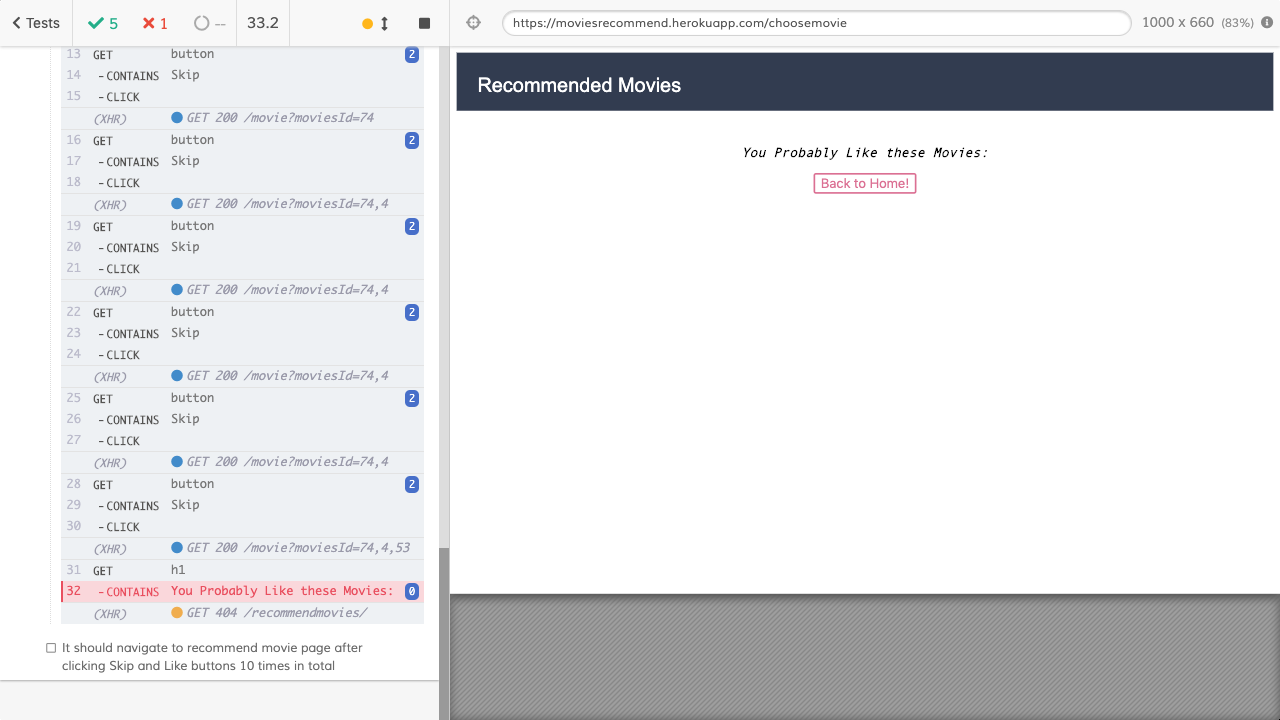 Tests 5 1 -- 33.2
https://moviesrecommend.herokuapp.com/choosemovie 1000 x 660 (83%)
13 GET button 2
14 -CONTAINS Skip
15 -CLICK
(XHR) GET 200 /movie?moviesId=74
16 GET button 2
17 -CONTAINS Skip
18 -CLICK
(XHR) GET 200 /movie?moviesId=74,4
19 GET button 2
20 -CONTAINS Skip
21 -CLICK
(XHR) GET 200 /movie?moviesId=74,4
22 GET button 2
23 -CONTAINS Skip
24 -CLICK
(XHR) GET 200 /movie?moviesId=74,4
25 GET button 2
26 -CONTAINS Skip
27 -CLICK
(XHR) GET 200 /movie?moviesId=74,4
28 GET button 2
29 -CONTAINS Skip
30 -CLICK
(XHR) GET 200 /movie?moviesId=74,4,53
31 GET h1
32 -CONTAINS You Probably Like these Movies: 0
(XHR) GET 404 /recommendmovies/
It should navigate to recommend movie page after
clicking Skip and Like buttons 10 times in total
Recommended Movies
You Probably Like these Movies:
Back to Home!